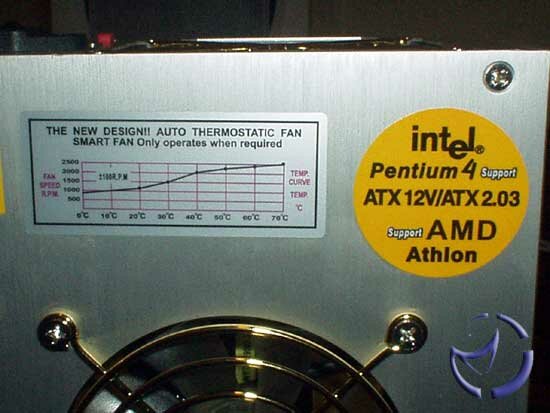 THE NEW DESIGN!! AUTO THERMOSTATIC FAN
SMART FAN Only operates when required
FAN
SPEED
R.P.M.
2500
2000
1500
1000
500
±100R.P.M
TEMP.
CURVE
TEMP.
°C
0°C 10°C 20°C 30°C 40°C 50°C 60°C 70°C
intel®
Pentium 4 Support
ATX 12V/ATX 2.03
Support AMD
Athlon